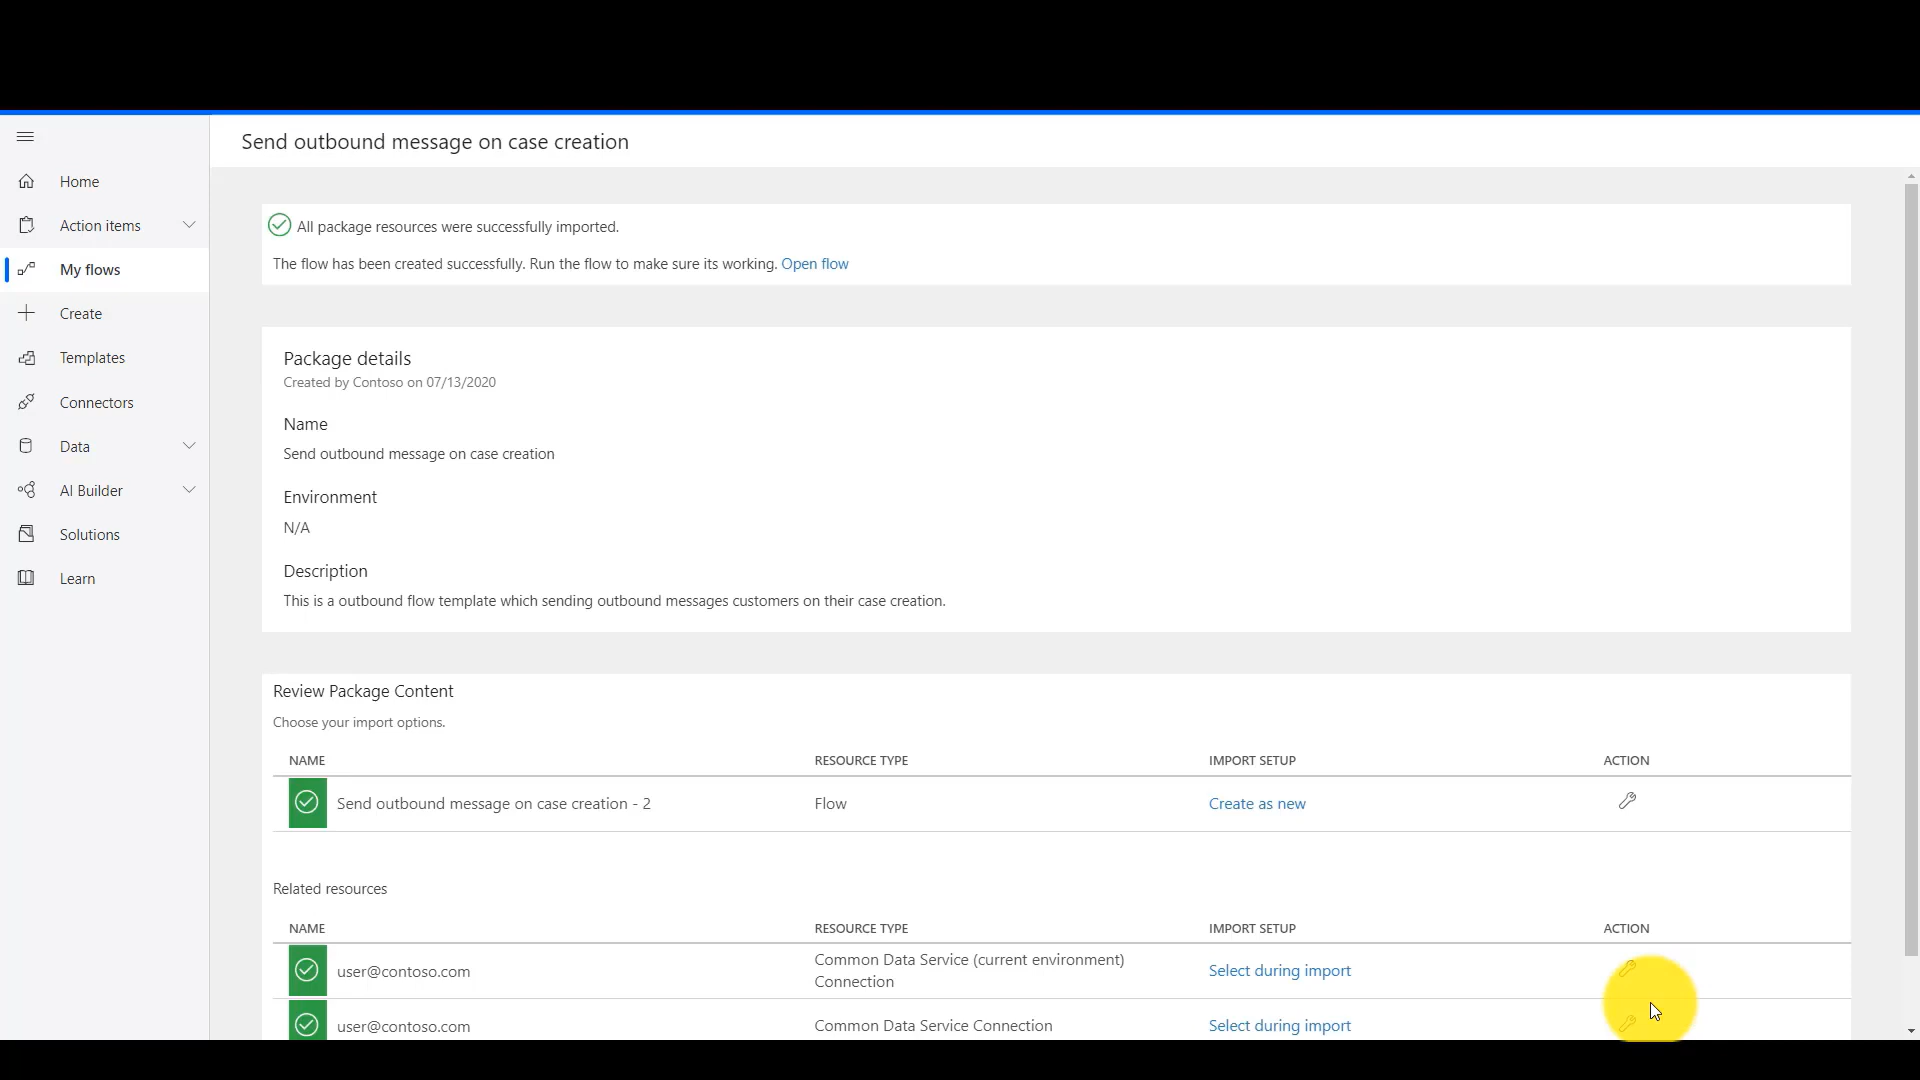 Send outbound message on case creation
Home
Action items
My flows
Create
Templates
Connectors
Data
AI Builder
Solutions
Learn
All package resources were successfully imported.
The flow has been created successfully. Run the flow to make sure its working. Open flow
Package details
Created by Contoso on 07/13/2020
Name
Send outbound message on case creation
Environment
N/A
Description
This is a outbound flow template which sending outbound messages customers on their case creation.
Review Package Content
Choose your import options.
NAME RESOURCE TYPE IMPORT SETUP ACTION
Send outbound message on case creation - 2 Flow Create as new
Related resources
NAME RESOURCE TYPE IMPORT SETUP ACTION
user@contoso.com Common Data Service (current environment) Connection Select during import
user@contoso.com Common Data Service Connection Select during import